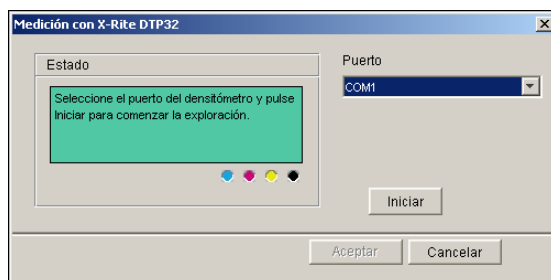 Medición con X-Rite DTP32
Estado
Seleccione el puerto del densitómetro y pulse
Iniciar para comenzar la exploración.
Puerto
COM1
Iniciar
Aceptar
Cancelar